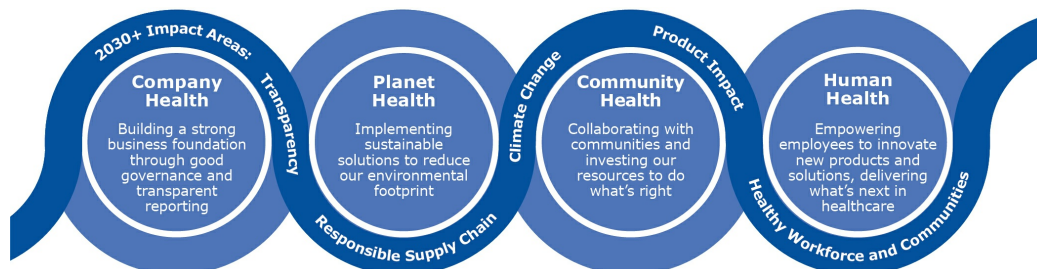 2030+ Impact Areas:
Transparency
Responsible Supply Chain
Climate Change
Product Impact
Healthy Workforce and Communities
Company
Health
Building a strong
business foundation
through good
governance and
transparent
reporting
Planet
Health
Implementing
sustainable
solutions to reduce
our environmental
footprint
Community
Health
Collaborating with
communities and
investing our
resources to do
what's right
Human
Health
Empowering
employees to innovate
new products and
solutions, delivering
what's next in
healthcare